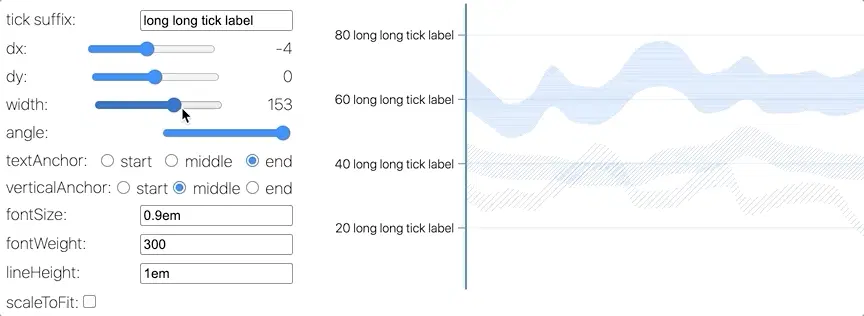 tick suffix: long long tick label
dx: -4
dy: 0
width: 153
angle:
textAnchor: start middle end
verticalAnchor: start middle end
fontSize: 0.9em
fontWeight: 300
lineHeight: 1em
scaleToFit:
80 long long tick label
60 long long tick label
40 long long tick label
20 long long tick label